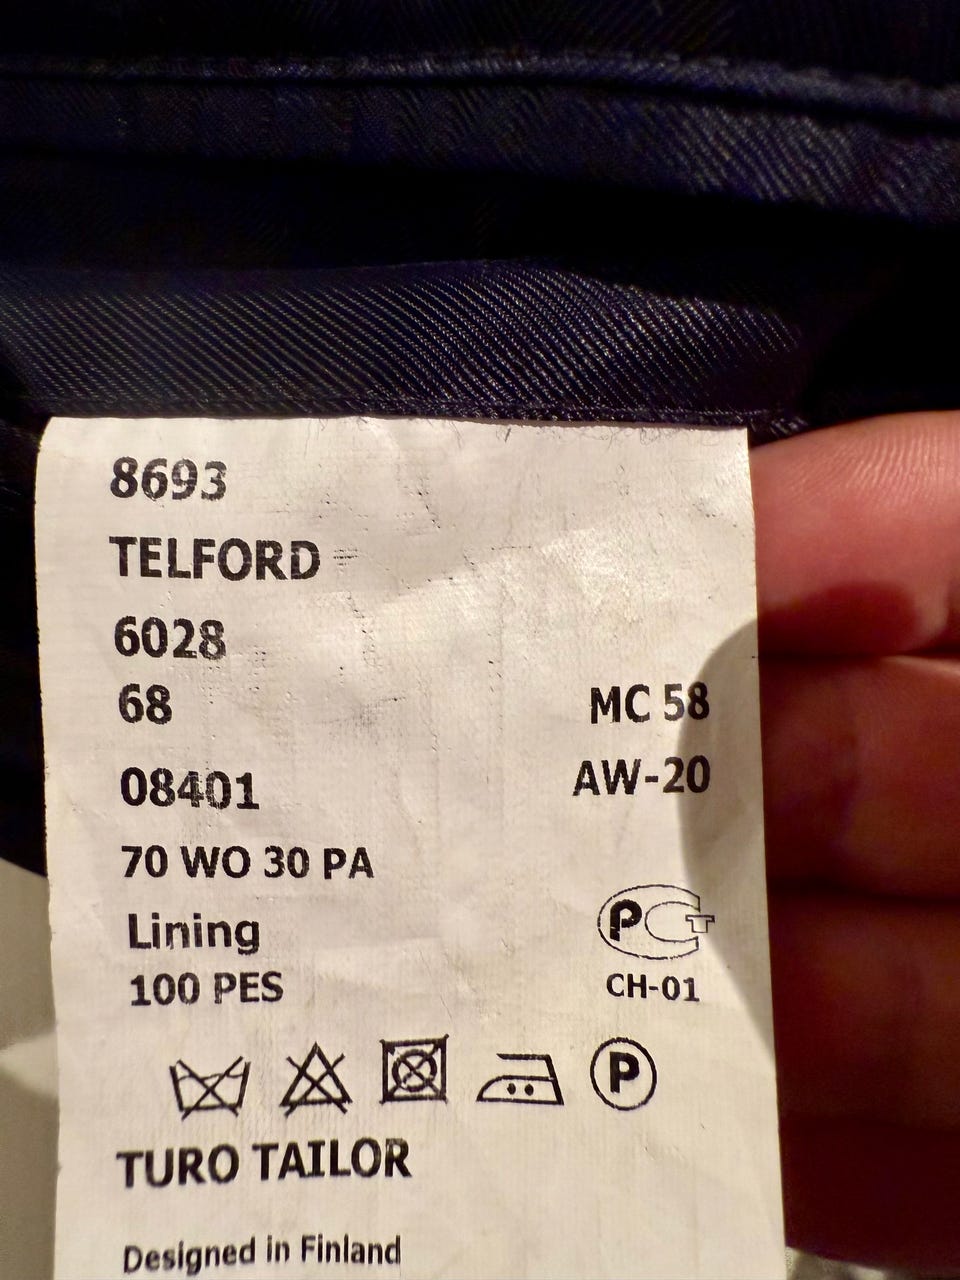 8693
TELFORD
6028
68 MC 58
08401 AW-20
70 WO 30 PA
Lining
100 PES
PCT
CH-01
P
TURO TAILOR
Designed in Finland